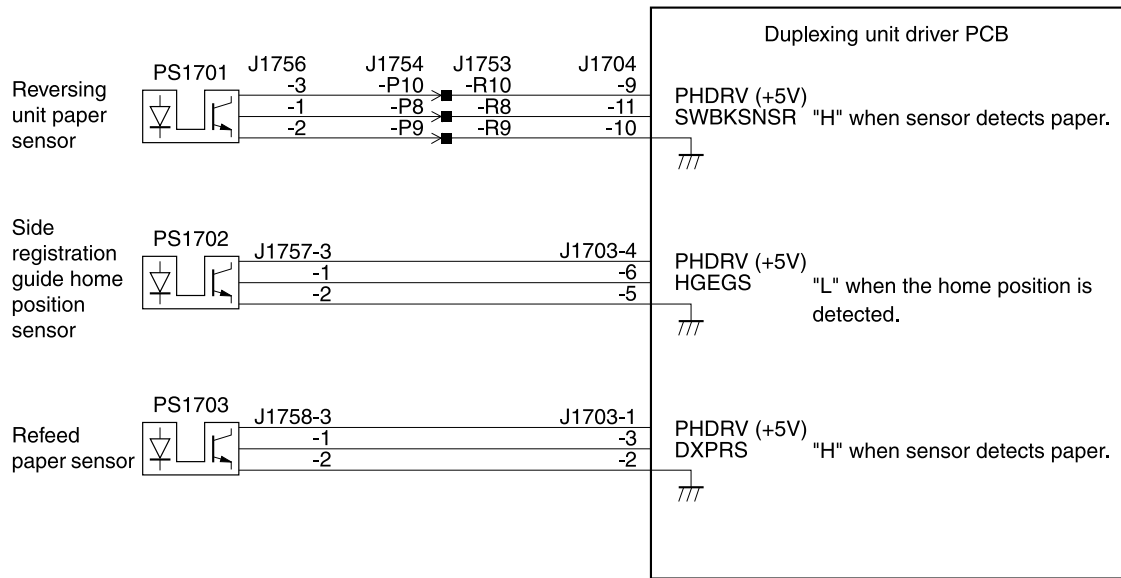 Duplexing unit driver PCB
Reversing
unit paper
sensor
PS1701
J1756 J1754 J1753 J1704
-3 -P10 -R10 -9
-1 -P8 -R8 -11
-2 -P9 -R9 -10
PHDRV (+5V)
SWBKSNSR "H" when sensor detects paper.
Side
registration
guide home
position
sensor
PS1702
J1757-3 J1703-4
-1 -6
-2 -5
PHDRV (+5V)
HGEGS "L" when the home position is
detected.
Refeed
paper sensor
PS1703
J1758-3 J1703-1
-1 -3
-2 -2
PHDRV (+5V)
DXPRS "H" when sensor detects paper.